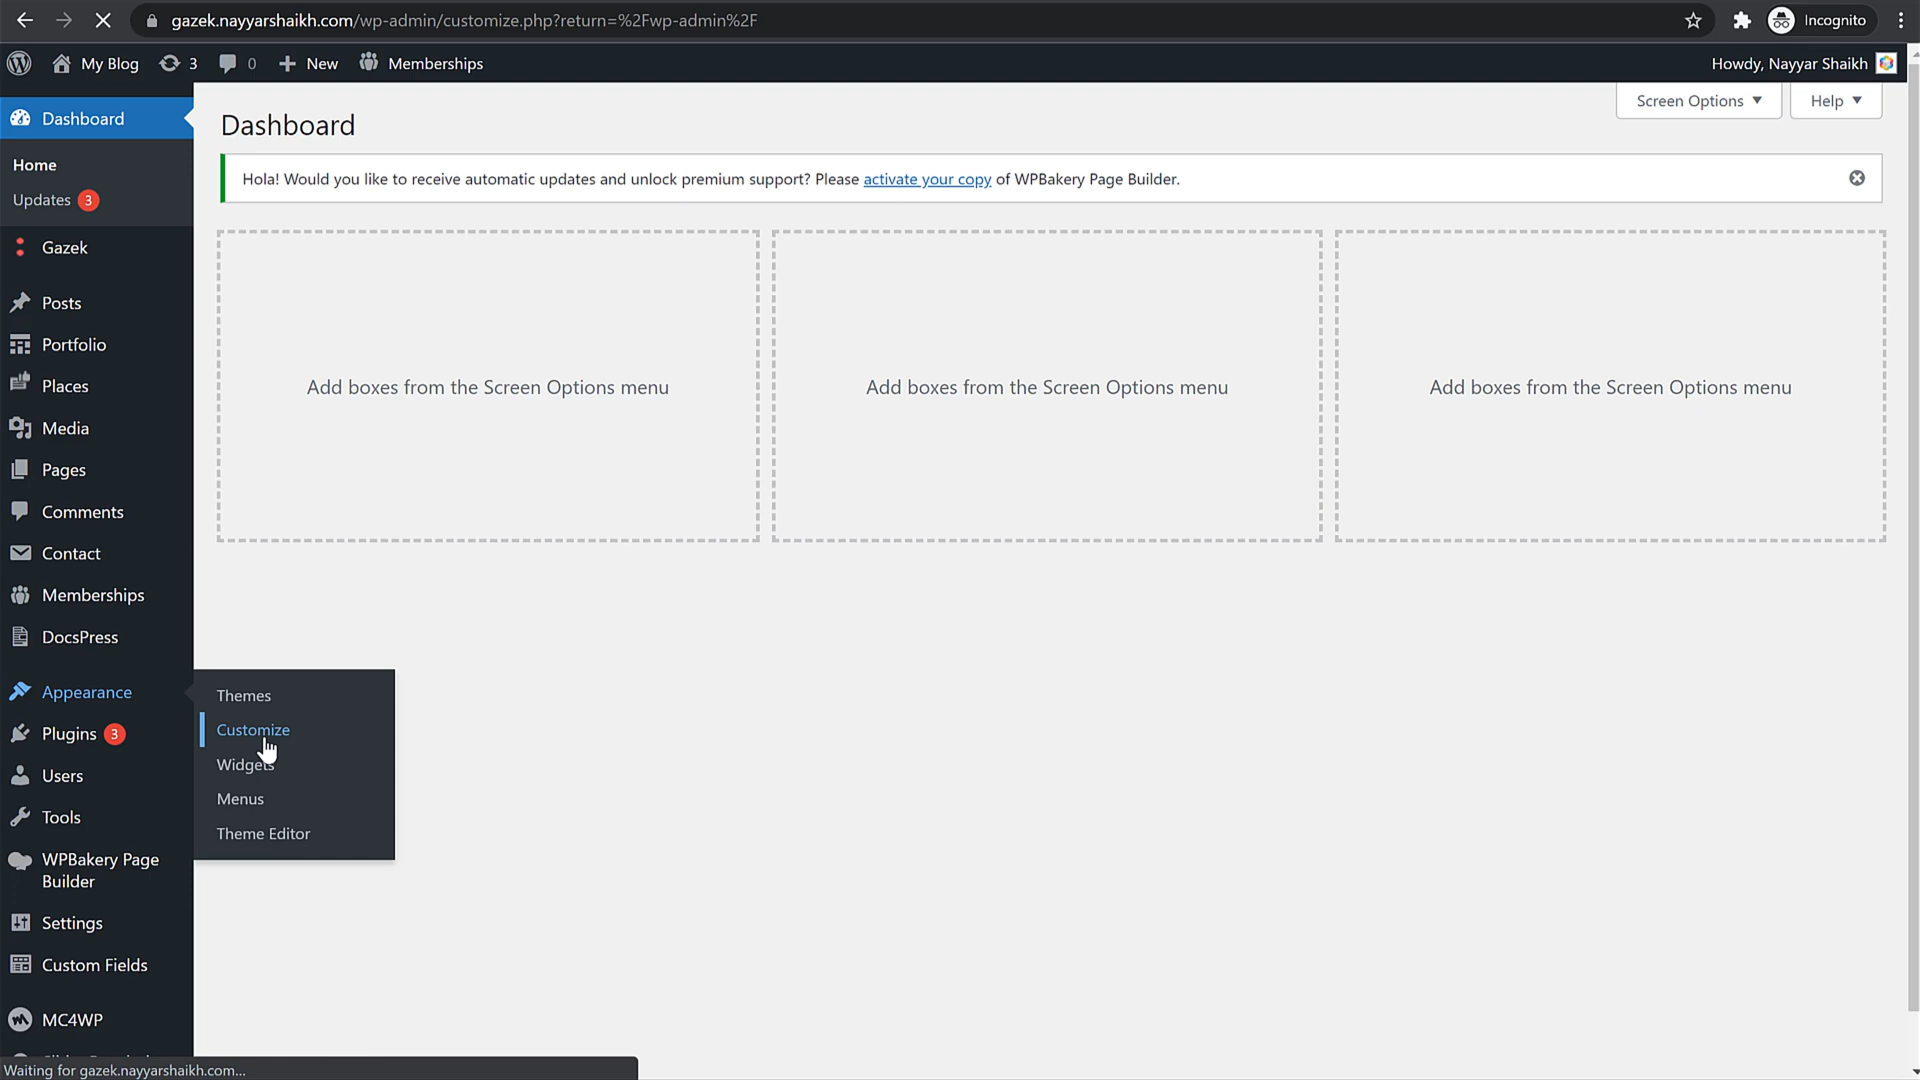 gazek.nayyarshaikh.com/wp-admin/customize.php?return=%2Fwp-admin%2F
Incognito
My Blog
3
0
New
Memberships
Howdy, Nayyar Shaikh
Dashboard
Home
Updates 3
Gazek
Posts
Portfolio
Places
Media
Pages
Comments
Contact
Memberships
DocsPress
Appearance
Plugins 3
Users
Tools
WPBakery Page
Builder
Settings
Custom Fields
MC4WP
Themes
Customize
Widgets
Menus
Theme Editor
Screen Options
Help
Dashboard
Hola! Would you like to receive automatic updates and unlock premium support? Please activate your copy of WPBakery Page Builder.
Add boxes from the Screen Options menu
Add boxes from the Screen Options menu
Add boxes from the Screen Options menu
Waiting for gazek.nayyarshaikh.com...